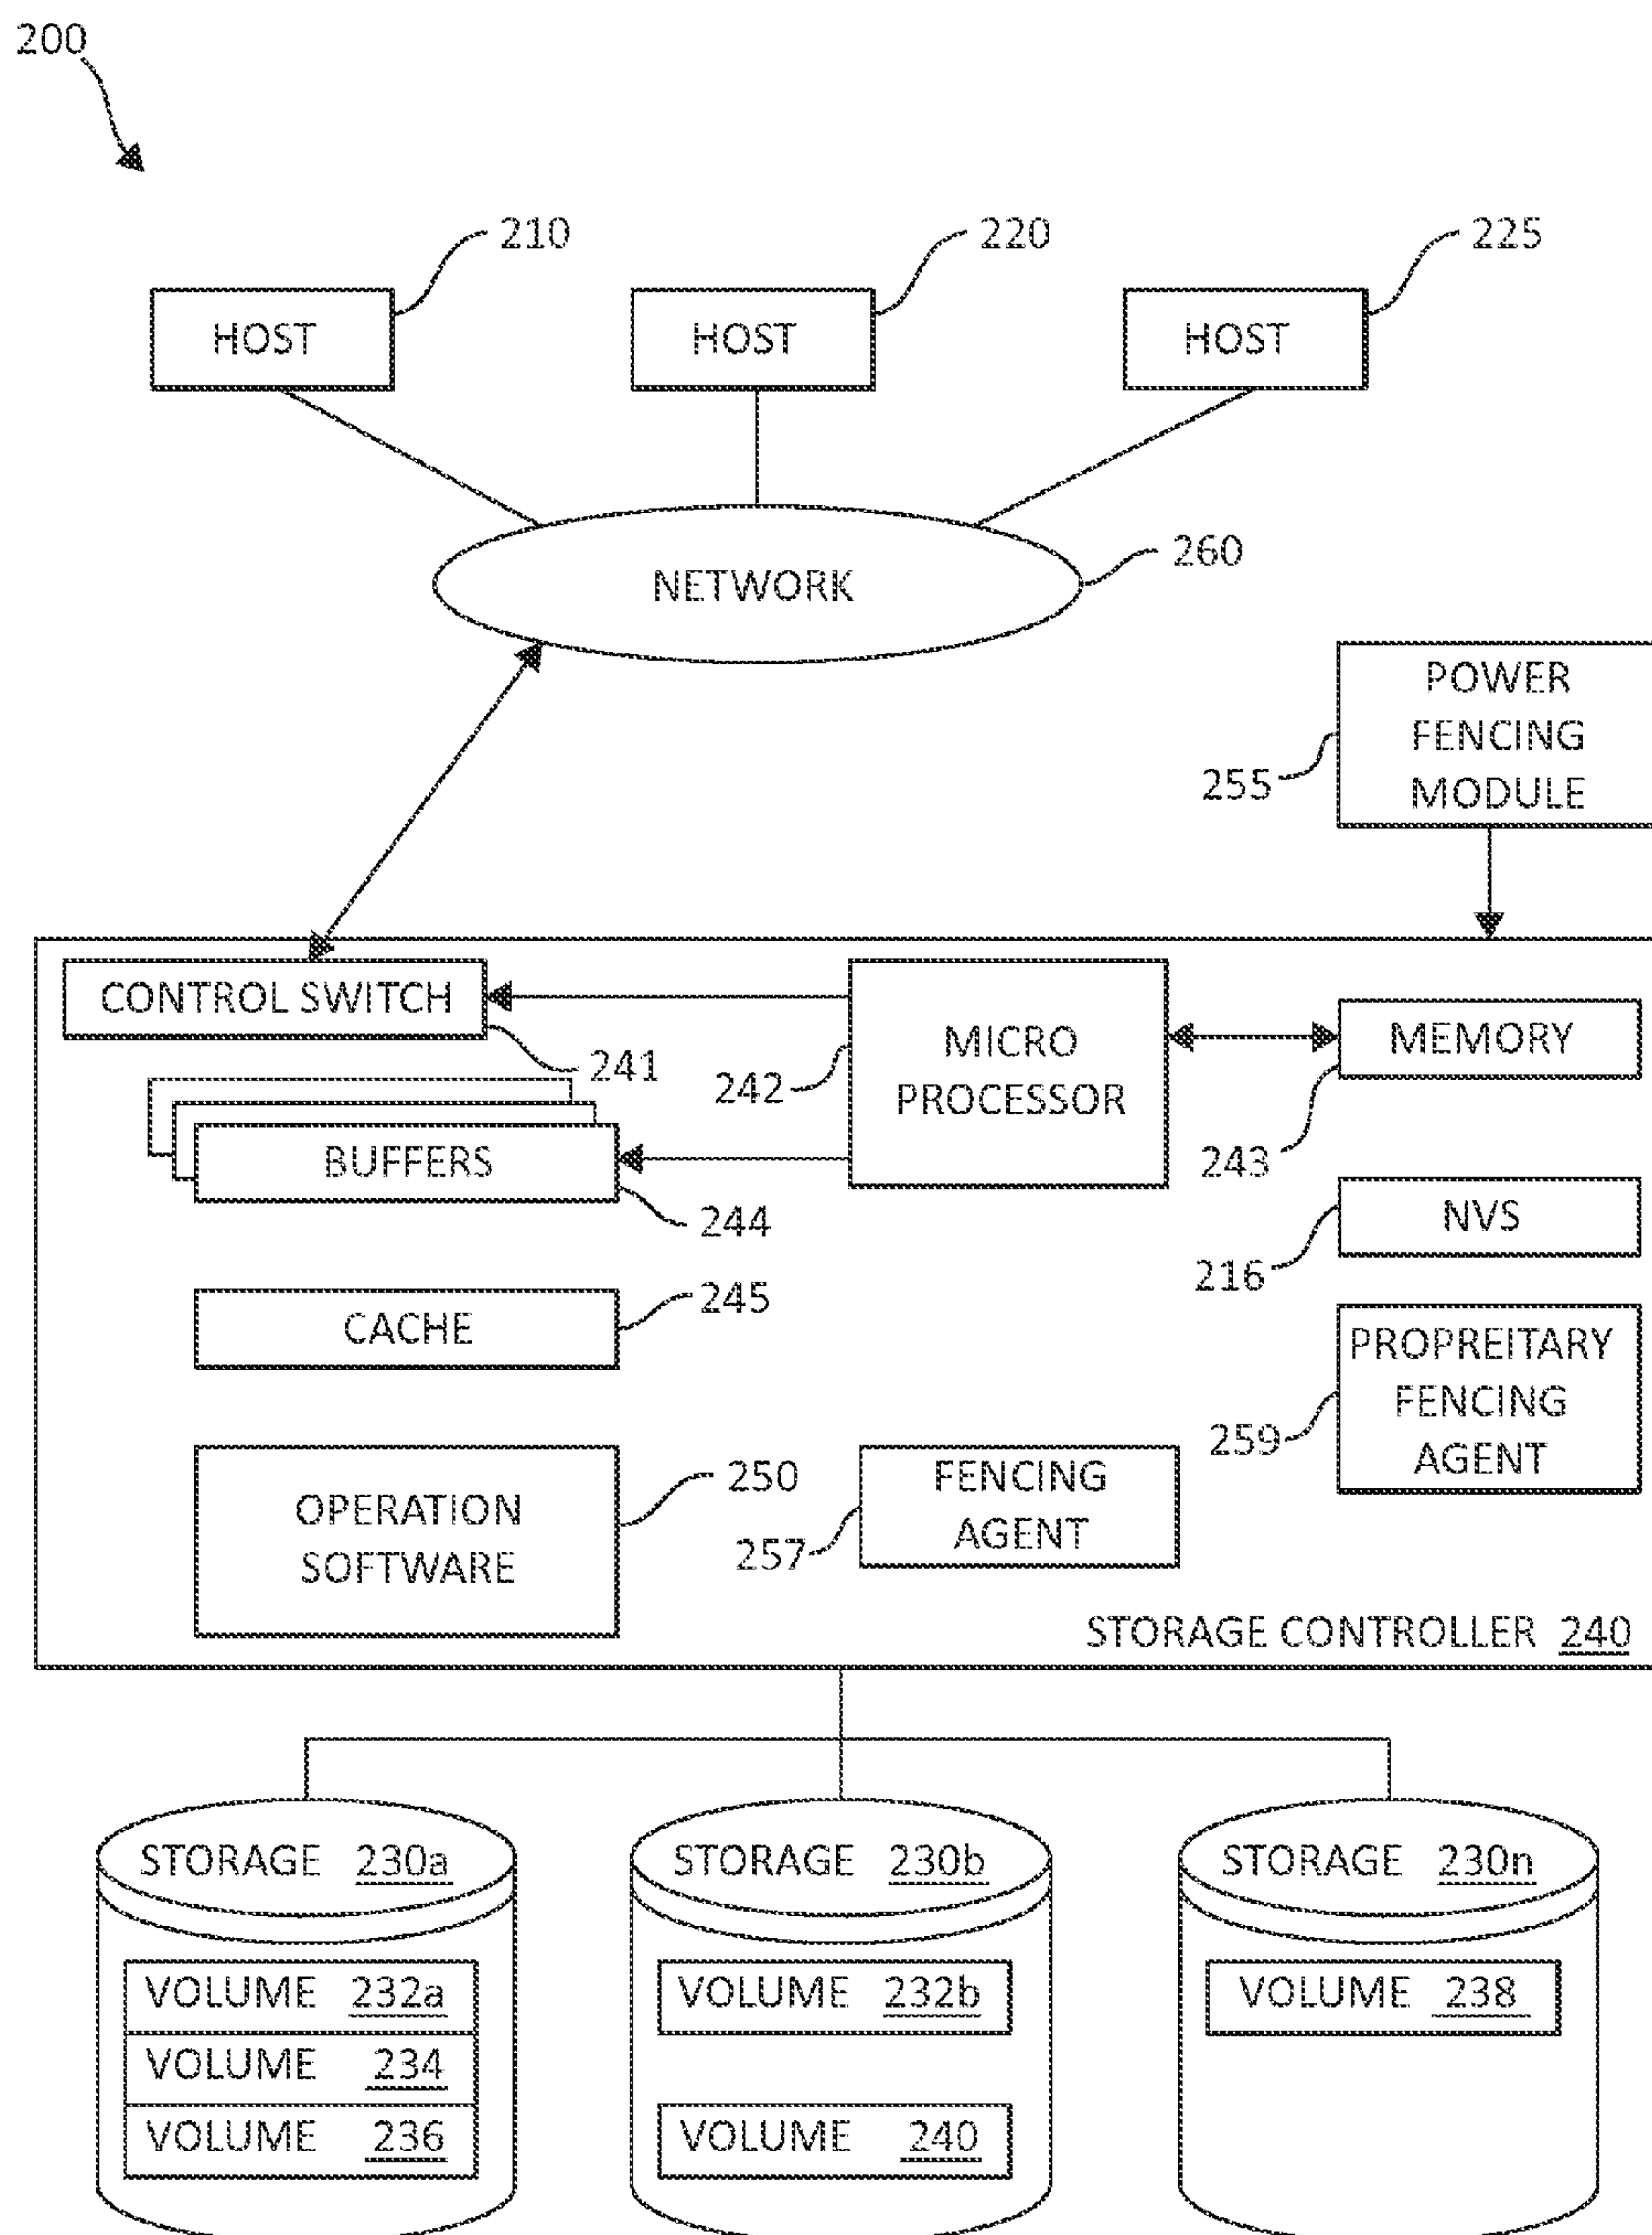 200
210
220
225
HOST
HOST
HOST
260
NETWORK
POWER
FENCING
MODULE
255
CONTROL SWITCH
241
MICRO
PROCESSOR
242
MEMORY
243
BUFFERS
244
NVS
216
CACHE
245
PROPREITARY
FENCING
AGENT
259
OPERATION
SOFTWARE
250
FENCING
AGENT
257
STORAGE CONTROLLER 240
STORAGE 230a
VOLUME 232a
VOLUME 234
VOLUME 236
STORAGE 230b
VOLUME 232b
VOLUME 240
STORAGE 230n
VOLUME 238